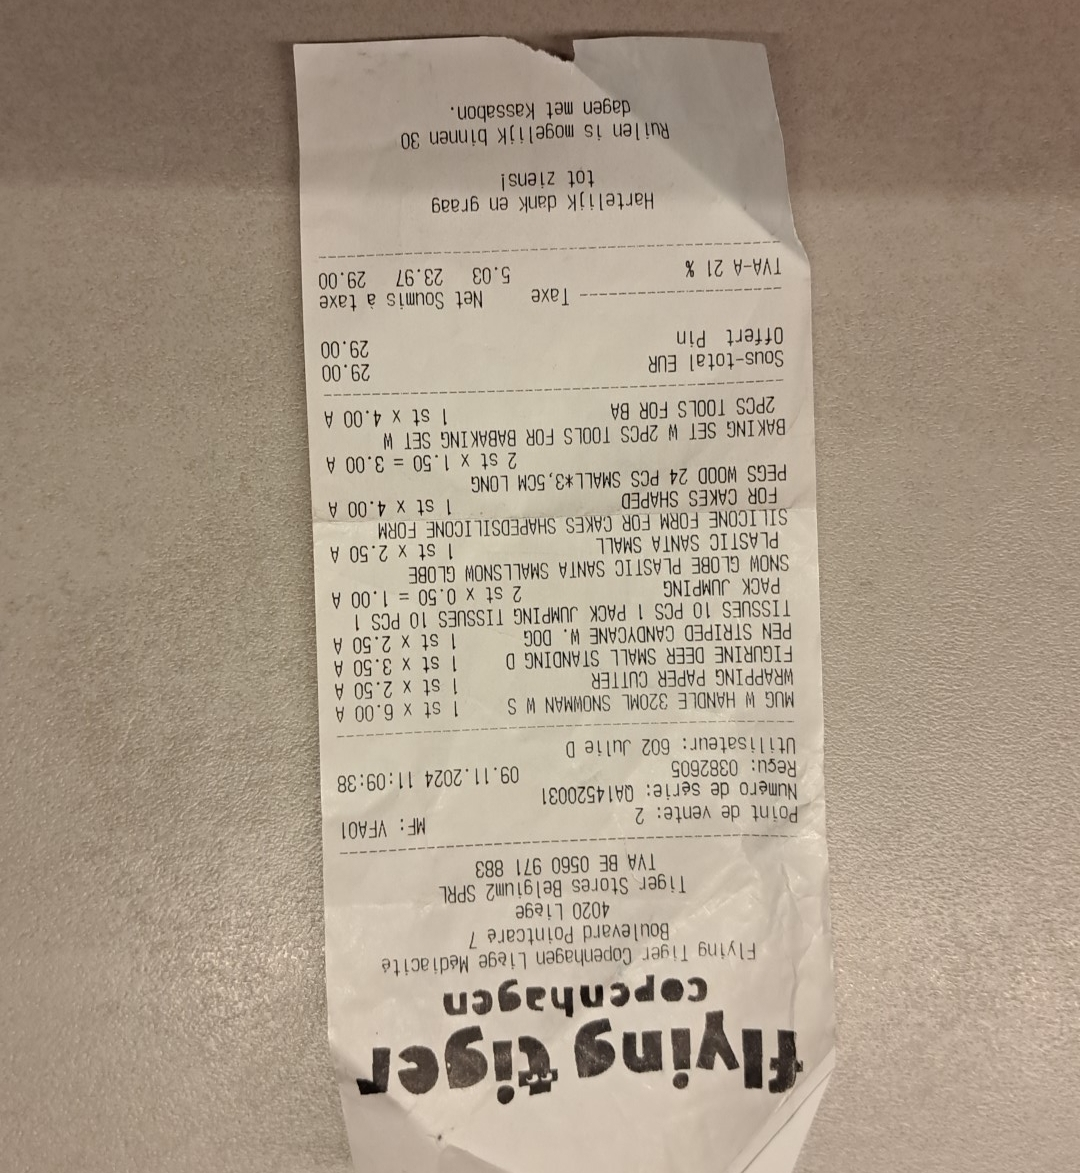 flying tiger
copenhagen
Flying Tiger Copenhagen Liege Mediacité
Boulevard Pointcare 7
4020 Liege
Tiger Stores Belgium2 SPRL
TVA BE 0560 971 883
Point de vente: 2 MF: VFA01
Numero de serie: QA14520031
Reçu: 0382605 09.11.2024 11:09:38
Utilisateur: 602 Julie D
MUG W HANDLE 320ML SNOWMAN W S 1 st x 6.00 A
WRAPPING PAPER CUTTER 1 st x 2.50 A
FIGURINE DEER SMALL STANDING D 1 st x 3.50 A
PEN STRIPED CANDYCANE W. DOG 1 st x 2.50 A
TISSUES 10 PCS 1 PACK JUMPING TISSUES 10 PCS 1
PACK JUMPING 2 st x 0.50 = 1.00 A
SNOW GLOBE PLASTIC SANTA SMALLSNOW GLOBE
PLASTIC SANTA SMALL 1 st x 2.50 A
SILICONE FORM FOR CAKES SHAPEDSILICONE FORM
FOR CAKES SHAPED 1 st x 4.00 A
PEGS WOOD 24 PCS SMALL*3,5CM LONG
2 st x 1.50 = 3.00 A
BAKING SET W 2PCS TOOLS FOR BABAKING SET W
2PCS TOOLS FOR BA 1 st x 4.00 A
Sous-total EUR 29.00
Offert Pin 29.00
Taxe Net Soumis à taxe
TVA-A 21 % 5.03 23.97 29.00
Hartelijk dank en graag
tot ziens!
Ruilen is mogelijk binnen 30
dagen met kassabon.